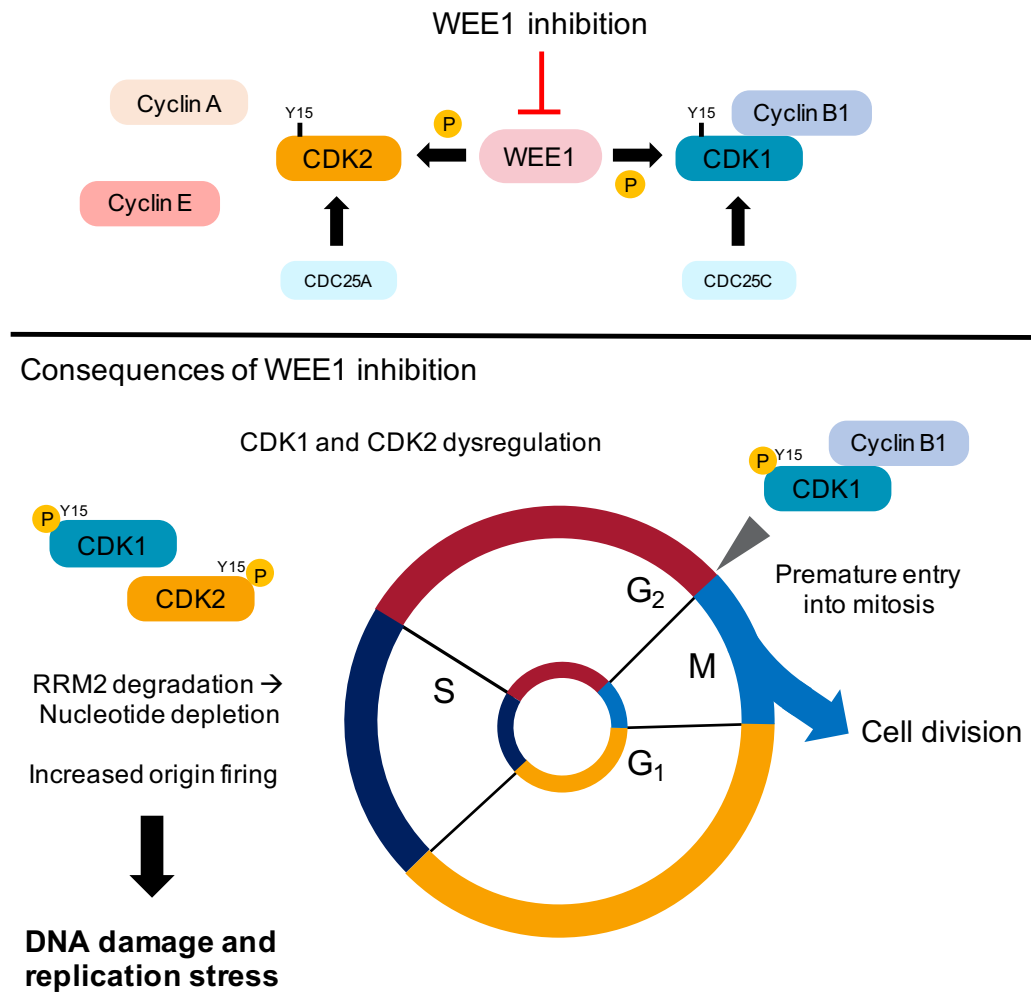 WEE1 inhibition
Cyclin A
Y15
P
Y15
Cyclin B1
CDK2
WEE1
CDK1
P
Cyclin E
CDC25A
CDC25C
Consequences of WEE1 inhibition
CDK1 and CDK2 dysregulation
Cyclin B1
P
Y15
CDK1
P
Y15
CDK1
Y15
P
CDK2
Premature entry
into mitosis
G₂
M
S
G₁
RRM2 degradation →
Nucleotide depletion
Cell division
Increased origin firing
DNA damage and
replication stress